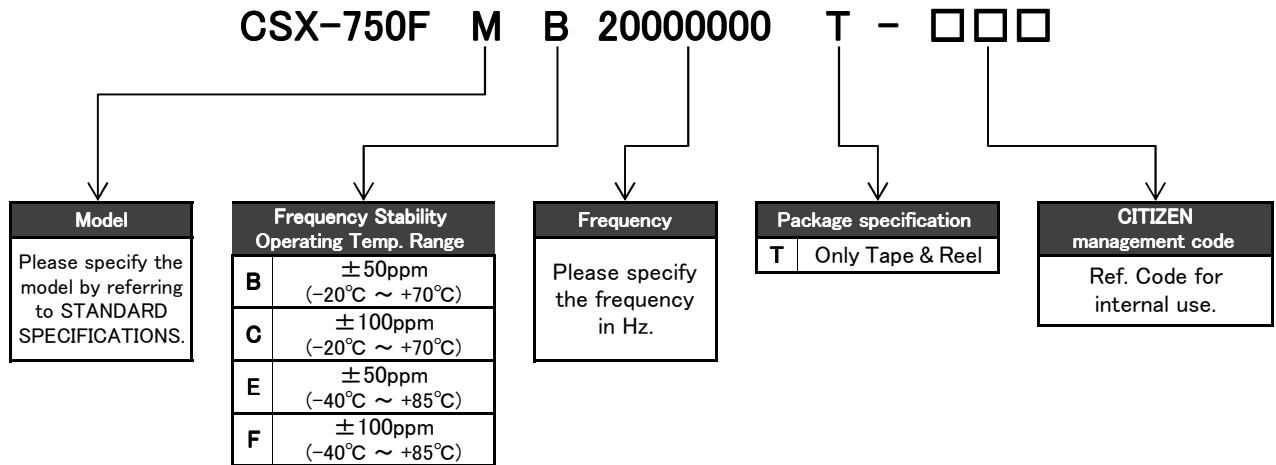 CSX-750F M B 20000000 T - □□□
Model
Please specify the
model by referring
to STANDARD
SPECIFICATIONS.
Frequency Stability
Operating Temp. Range
B ±50ppm
(-20℃ ～ +70℃)
C ±100ppm
(-20℃ ～ +70℃)
E ±50ppm
(-40℃ ～ +85℃)
F ±100ppm
(-40℃ ～ +85℃)
Frequency
Please specify
the frequency
in Hz.
Package specification
T Only Tape & Reel
CITIZEN
management code
Ref. Code for
internal use.